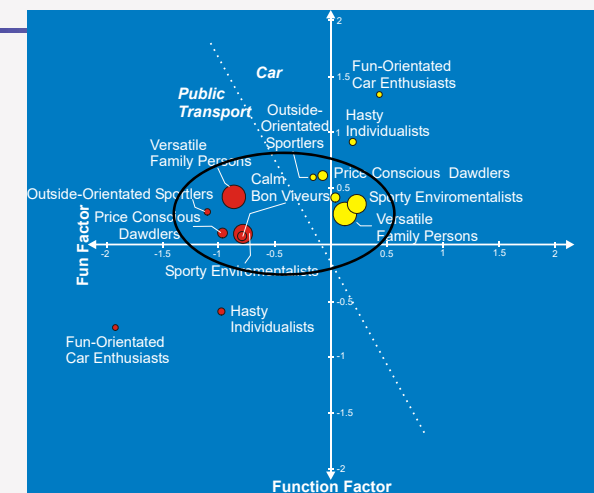 2
Fun-Orientated
Car Enthusiasts
Car
1.5
Public
Transport
Outside-
Orientated
Sportlers
Hasty
Individualists
1
Versatile
Family Persons
Price Conscious Dawdlers
Calm
Bon Viveurs
0.5
Outside-Orientated Sportlers
Sporty Enviromentalists
Price Conscious
Dawdlers
Versatile
Family Persons
Fun Factor
-2
-1.5
-1
-0.5
0.5
1
1.5
2
Sporty Enviromentalists
-0.5
Hasty
Individualists
Fun-Orientated
Car Enthusiasts
-1
-1.5
-2
Function Factor